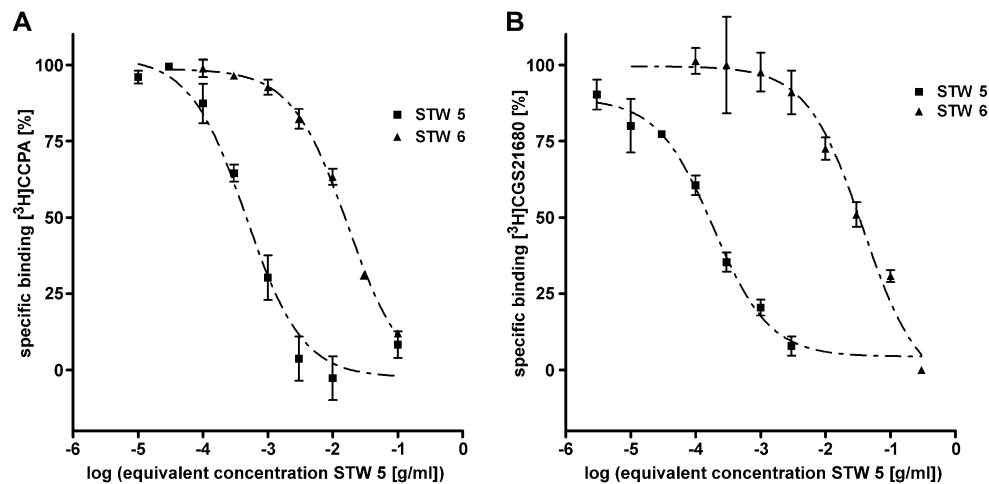 A
specific binding [³H]CCPA [%]
100
75
50
25
0
-6 -5 -4 -3 -2 -1 0
log (equivalent concentration STW 5 [g/ml])
STW 5
STW 6
B
specific binding [³H]CGS21680 [%]
100
75
50
25
0
-6 -5 -4 -3 -2 -1 0
log (equivalent concentration STW 5 [g/ml])
STW 5
STW 6